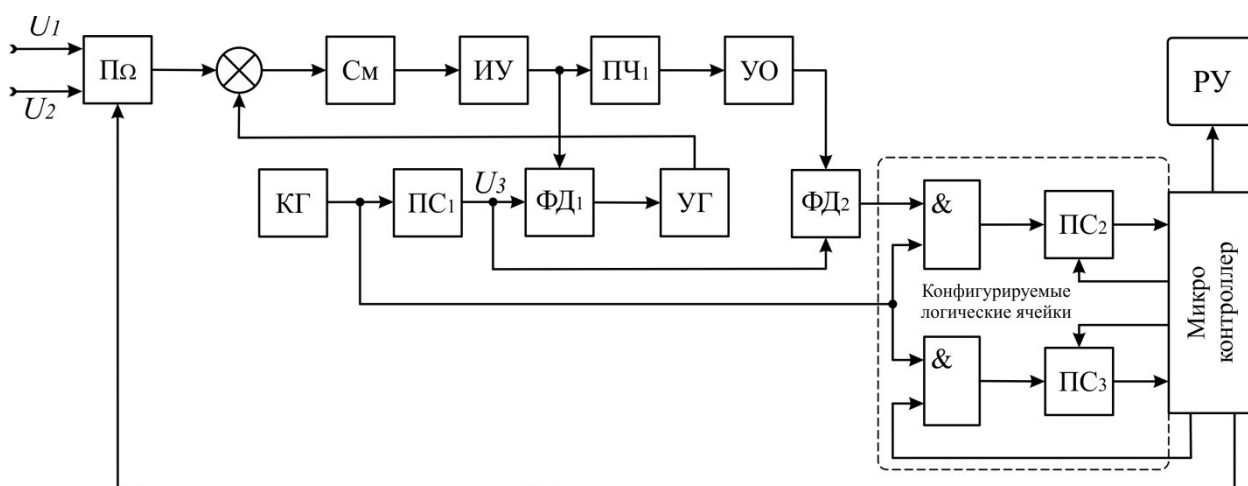 U1
U2
ПΩ
См
ИУ
ПЧ1
УО
РУ
КГ
ПС1
U3
ФД1
УГ
ФД2
&
ПС2
Конфигурируемые
логические ячейки
&
ПС3
Микро
контроллер